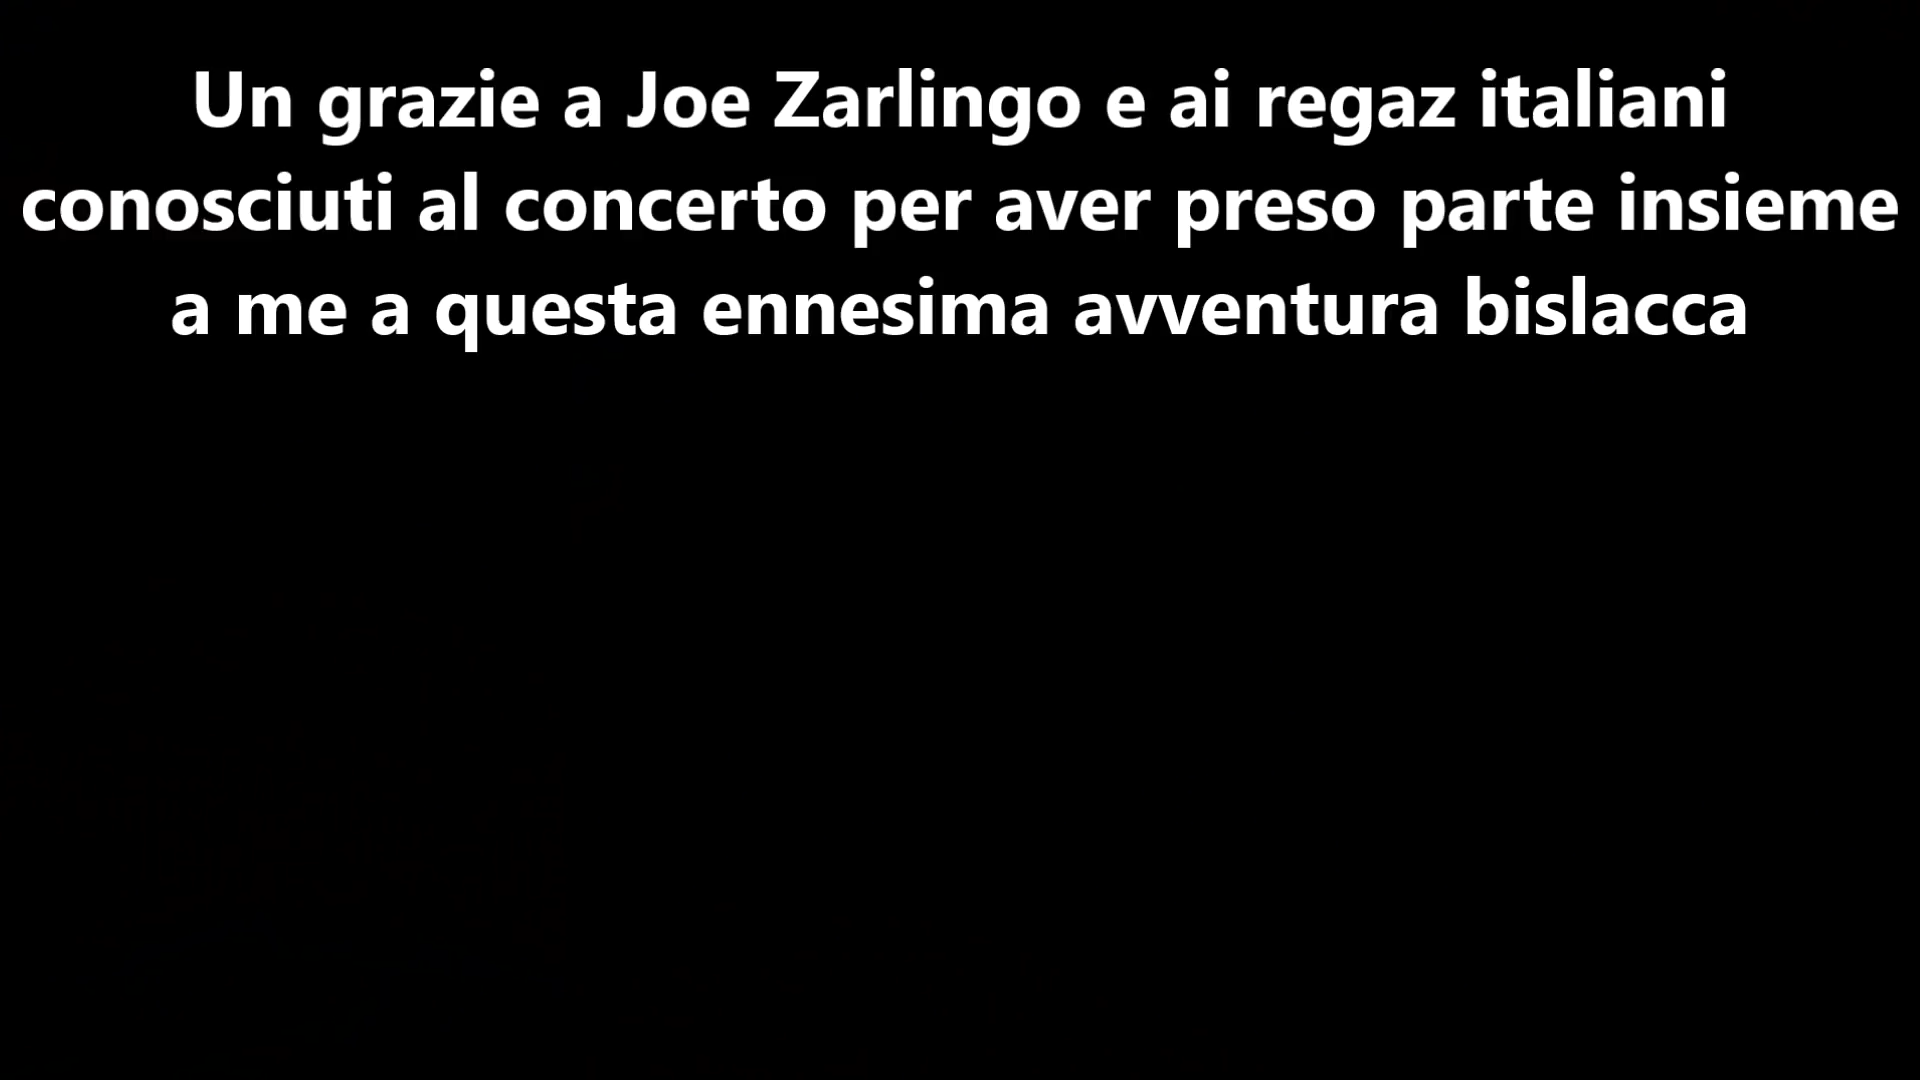 Un grazie a Joe Zarlingo e ai regaz italiani
conosciuti al concerto per aver preso parte insieme
a me a questa ennesima avventura bislacca